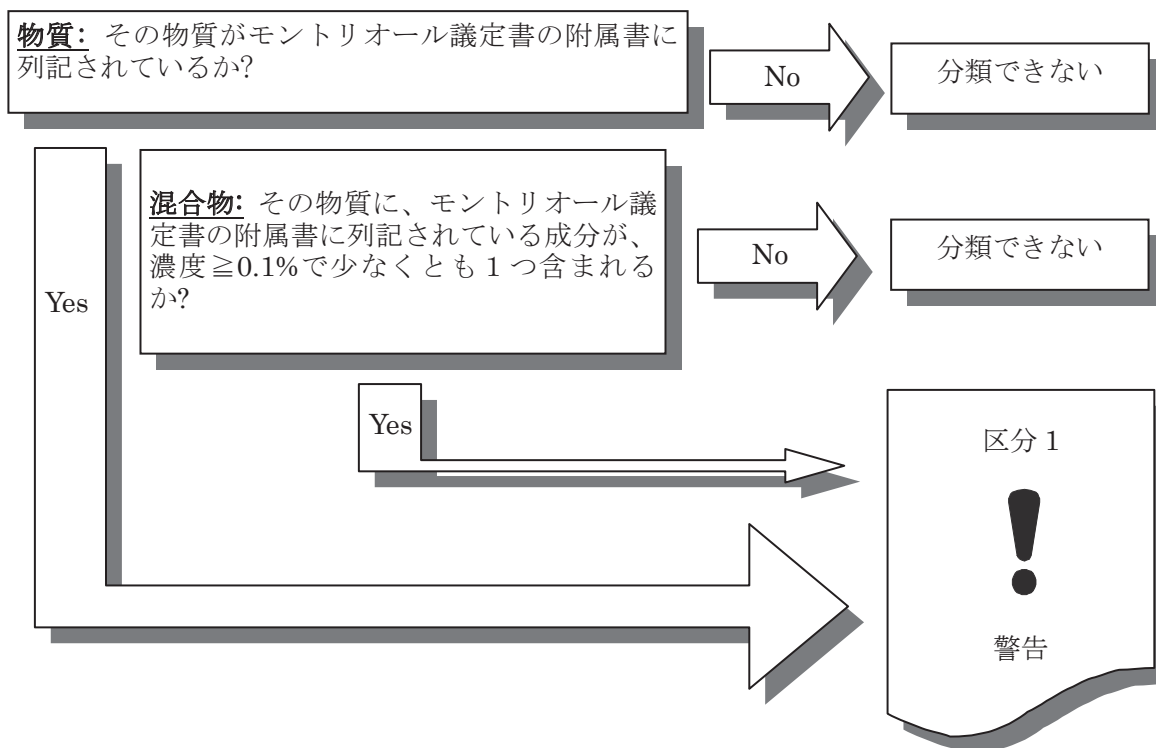 物質: その物質がモントリオール議定書の附属書に
列記されているか?
No
分類できない
混合物: その物質に、モントリオール議
定書の附属書に列記されている成分が、
濃度≧0.1%で少なくとも 1 つ含まれる
か?
No
分類できない
Yes
Yes
区分 1
!
警告